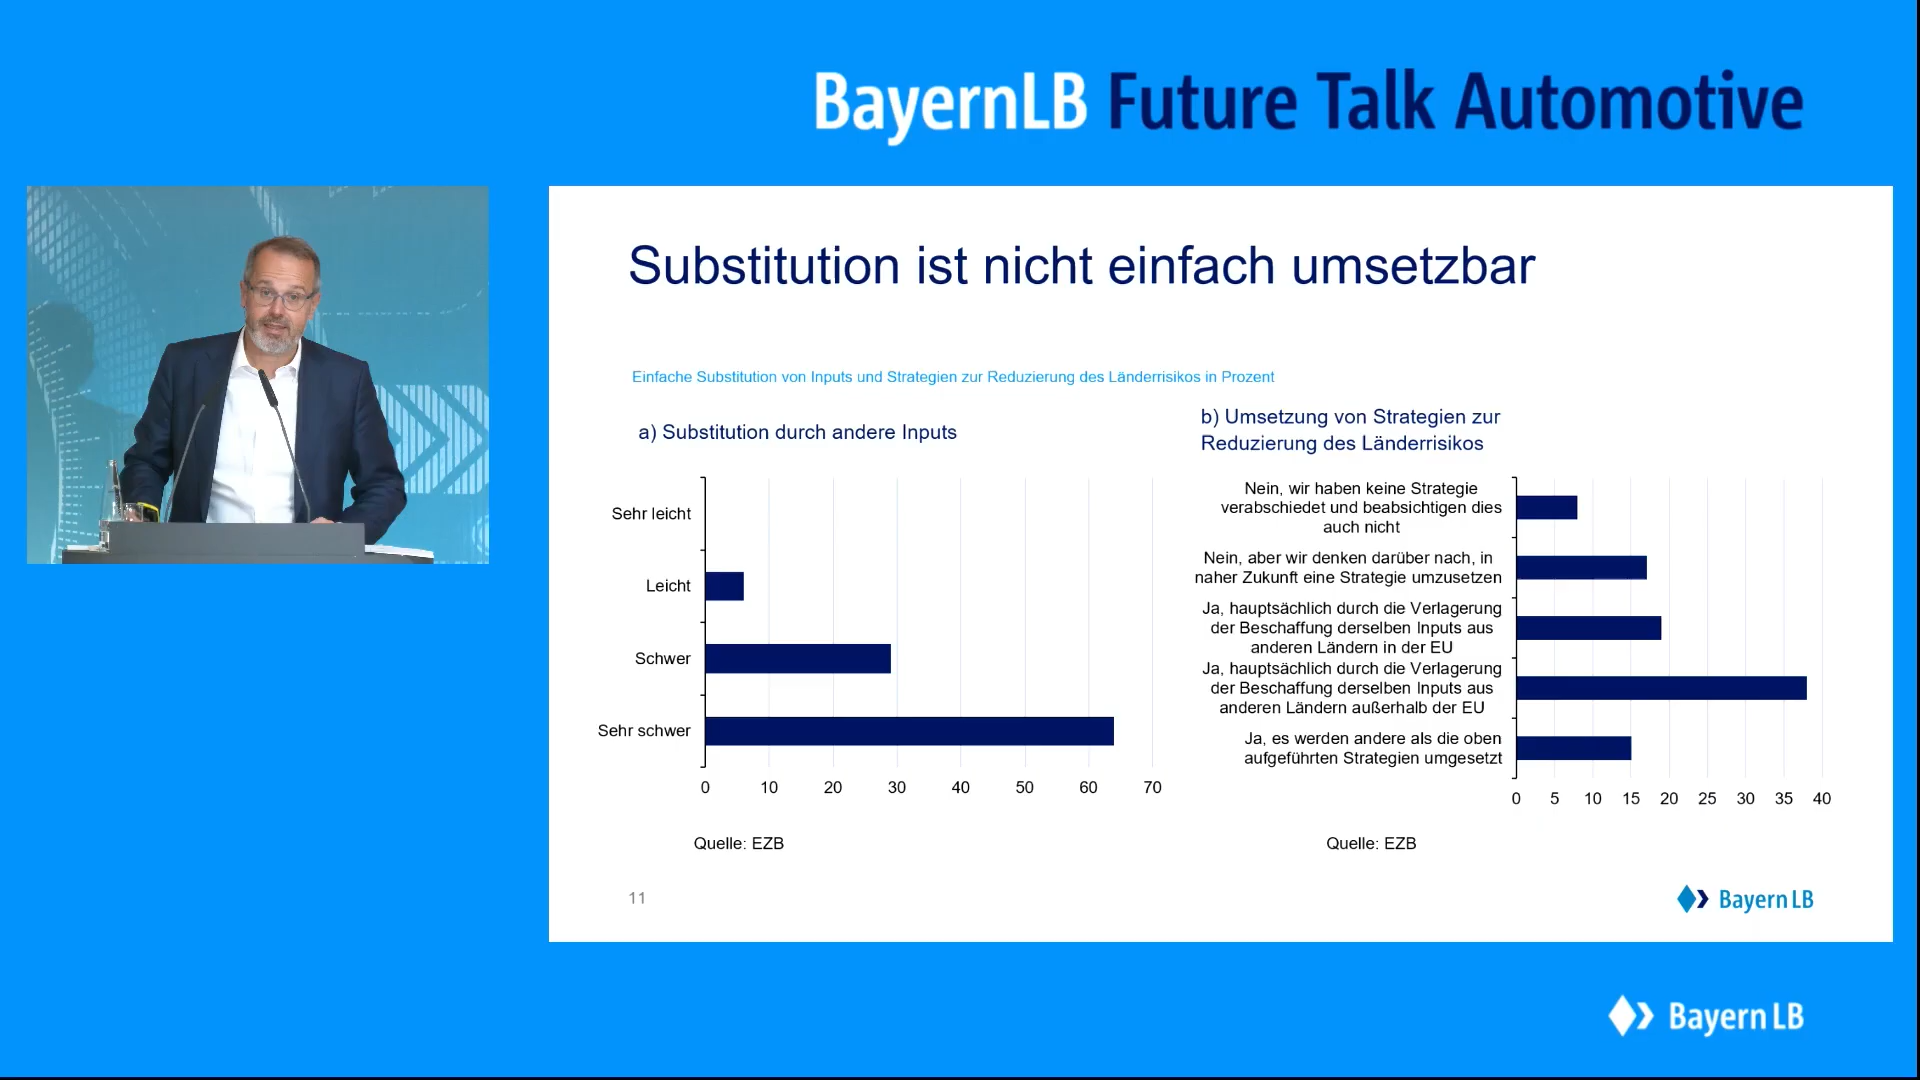 BayernLB Future Talk Automotive
Substitution ist nicht einfach umsetzbar
Einfache Substitution von Inputs und Strategien zur Reduzierung des Länderrisikos in Prozent
a) Substitution durch andere Inputs
Sehr leicht
Leicht
Schwer
Sehr schwer
0 10 20 30 40 50 60 70
Quelle: EZB
b) Umsetzung von Strategien zur
Reduzierung des Länderrisikos
Nein, wir haben keine Strategie
verabschiedet und beabsichtigen dies
auch nicht
Nein, aber wir denken darüber nach, in
naher Zukunft eine Strategie umzusetzen
Ja, hauptsächlich durch die Verlagerung
der Beschaffung derselben Inputs aus
anderen Ländern in der EU
Ja, hauptsächlich durch die Verlagerung
der Beschaffung derselben Inputs aus
anderen Ländern außerhalb der EU
Ja, es werden andere als die oben
aufgeführten Strategien umgesetzt
0 5 10 15 20 25 30 35 40
Quelle: EZB
11
BayernLB
BayernLB